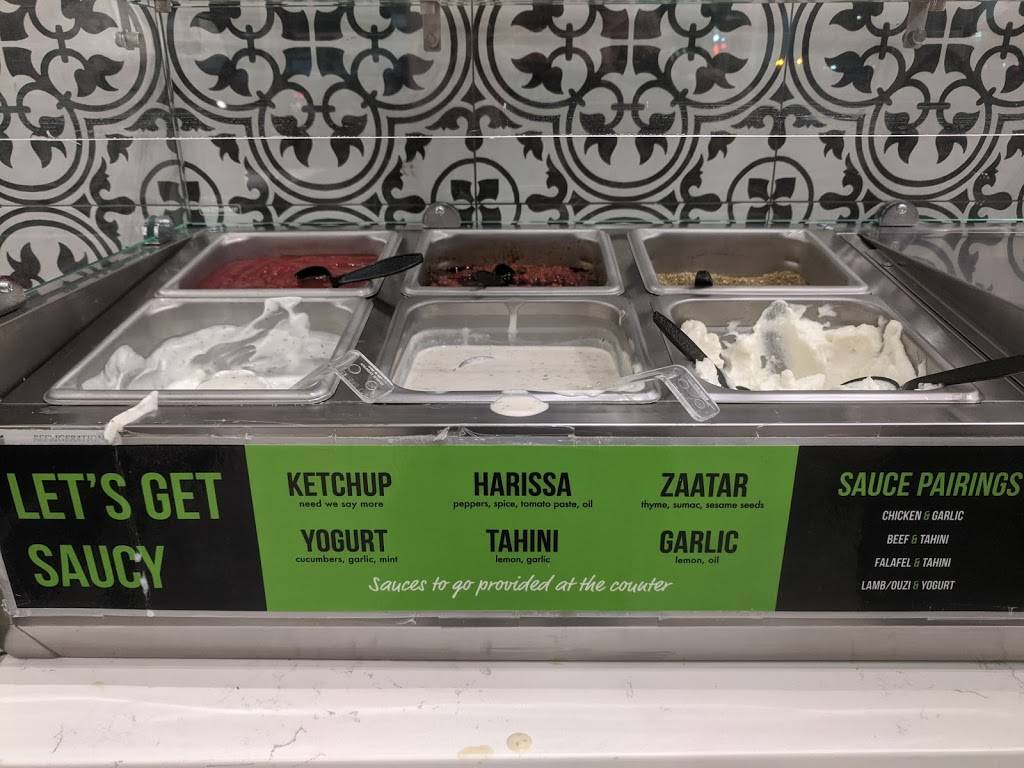 REFRIGERATION
LET'S GET
SAUCY
KETCHUP
need we say more
HARISSA
peppers, spice, tomato paste, oil
ZAATAR
thyme, sumac, sesame seeds
YOGURT
cucumbers, garlic, mint
TAHINI
lemon, garlic
GARLIC
lemon, oil
Sauces to go provided at the counter
SAUCE PAIRINGS
CHICKEN & GARLIC
BEEF & TAHINI
FALAFEL & TAHINI
LAMB/OUZI & YOGURT